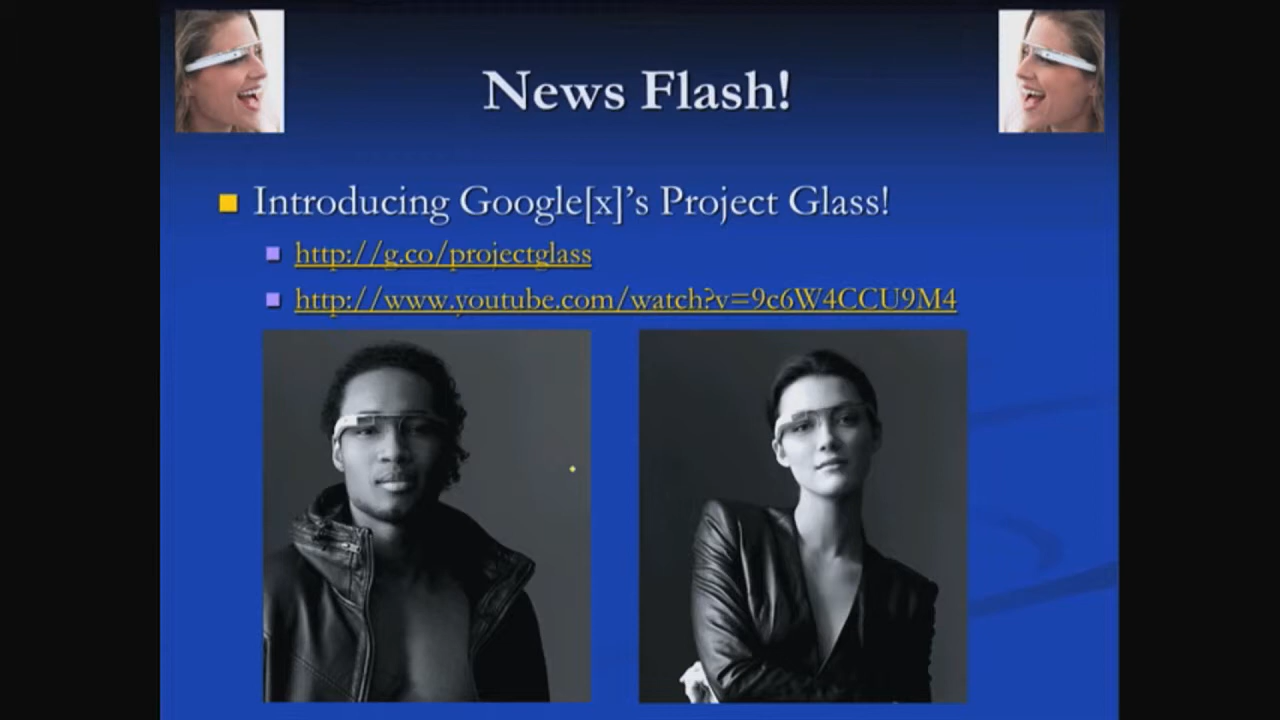 News Flash!
Introducing Google[x]'s Project Glass!
http://g.co/projectglass
http://www.youtube.com/watch?v=9c6W4CCU9M4